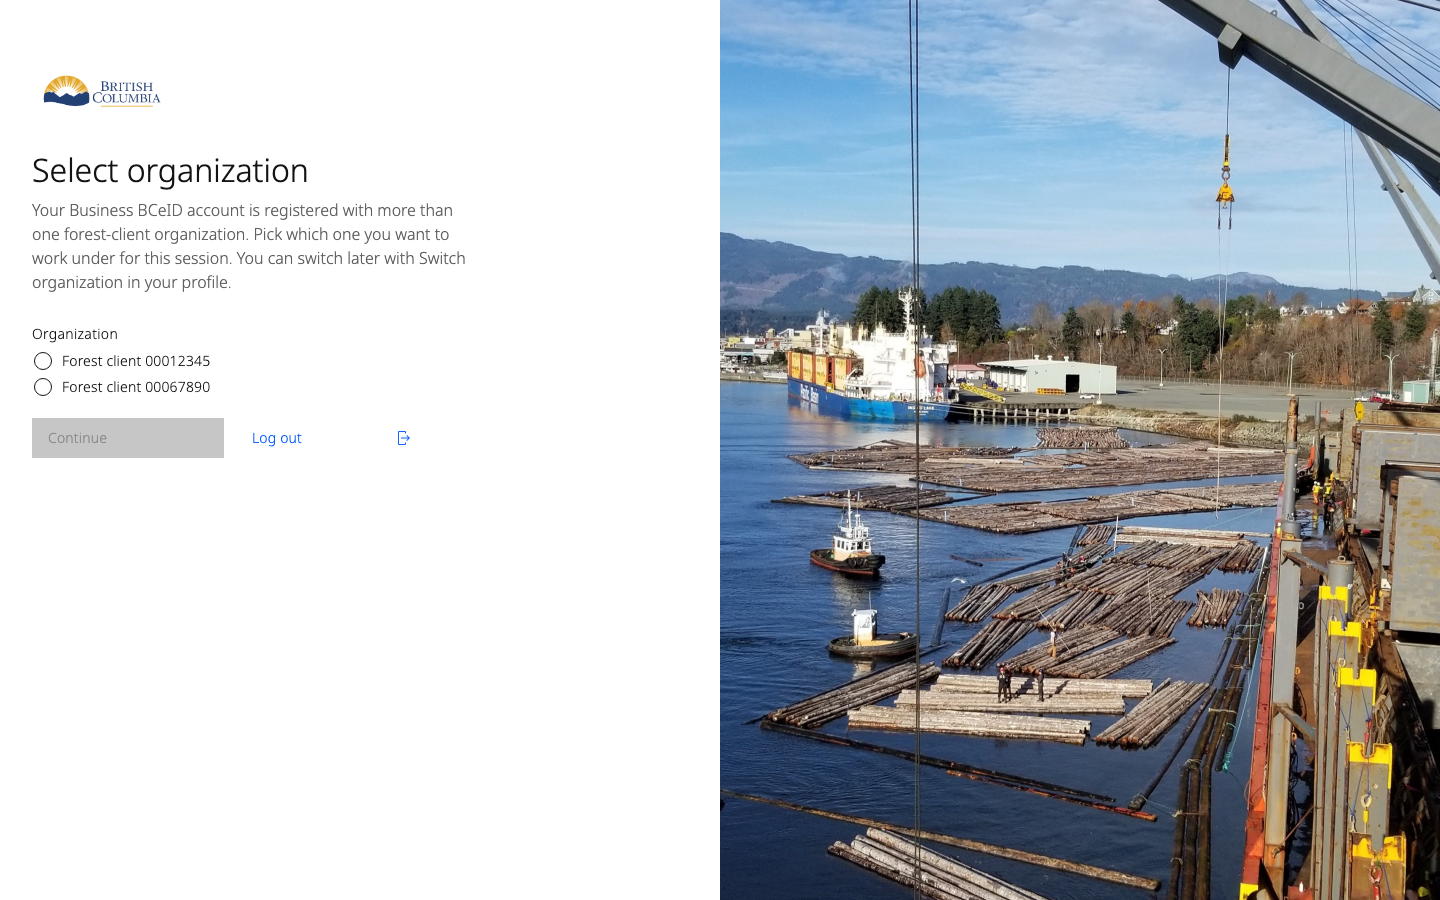 BRITISH
COLUMBIA
Select organization
Your Business BCeID account is registered with more than
one forest-client organization. Pick which one you want to
work under for this session. You can switch later with Switch
organization in your profile.
Organization
Forest client 00012345
Forest client 00067890
Continue
Log out